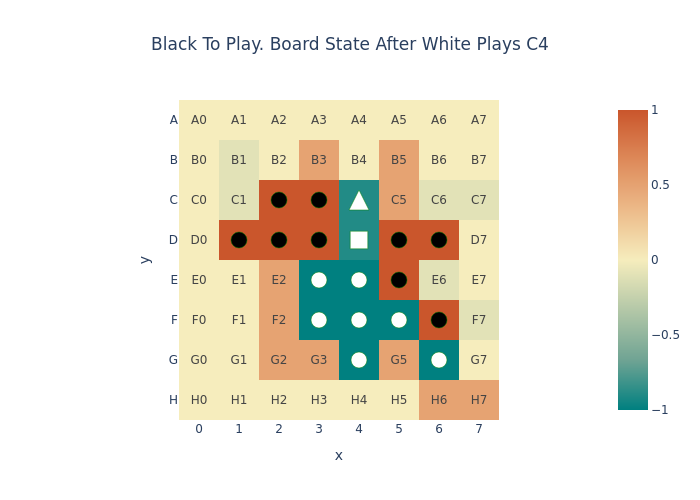 Black To Play. Board State After White Plays C4
A A0 A1 A2 A3 A4 A5 A6 A7
B B0 B1 B2 B3 B4 B5 B6 B7
C C0 C1 C5 C6 C7
D D0 D7
E E0 E1 E2 E6 E7
F F0 F1 F2 F7
G G0 G1 G2 G3 G5 G7
H H0 H1 H2 H3 H4 H5 H6 H7
0 1 2 3 4 5 6 7
x
y
1
0.5
0
−0.5
−1